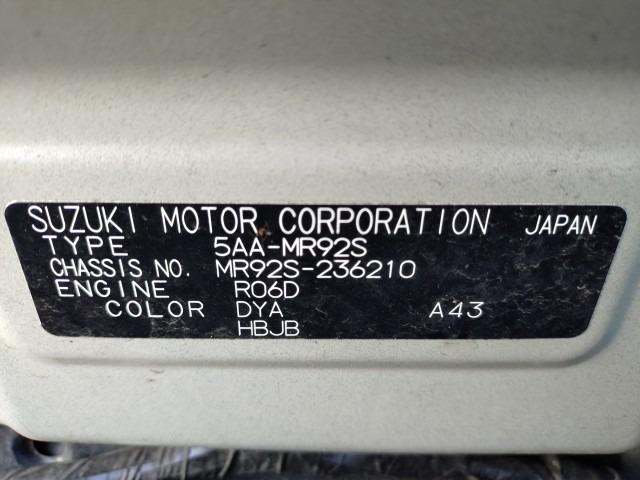 SUZUKI MOTOR CORPORATION JAPAN
TYPE 5AA-MR92S
CHASSIS NO. MR92S-236210
ENGINE R06D
COLOR DYA A43
HBJB